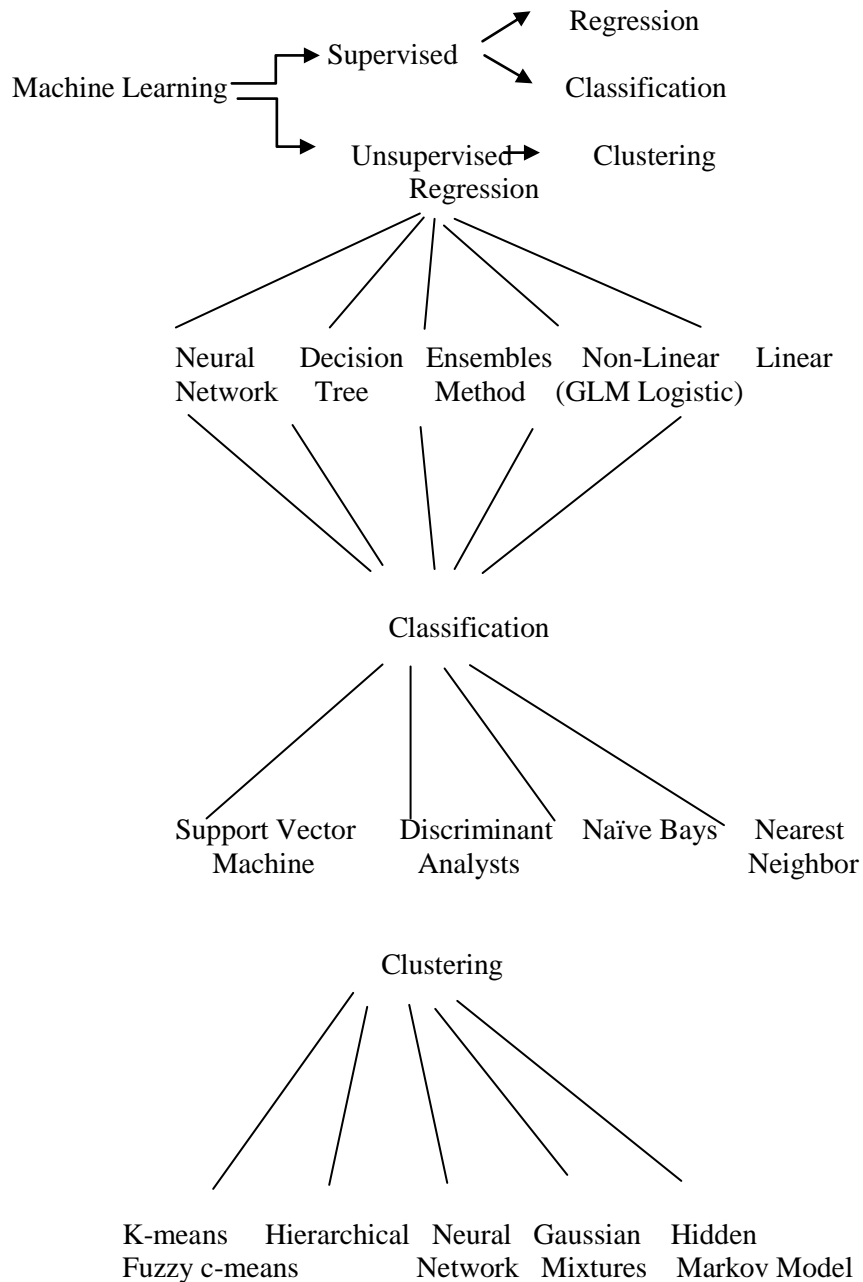 Regression
Supervised
Machine Learning
Classification
Unsupervised Clustering
Regression
Neural Decision Ensembles Non-Linear Linear
Network Tree Method (GLM Logistic)
Classification
Support Vector Discriminant Naïve Bays Nearest
Machine Analysts Neighbor
Clustering
K-means Hierarchical Neural Gaussian Hidden
Fuzzy c-means Network Mixtures Markov Model